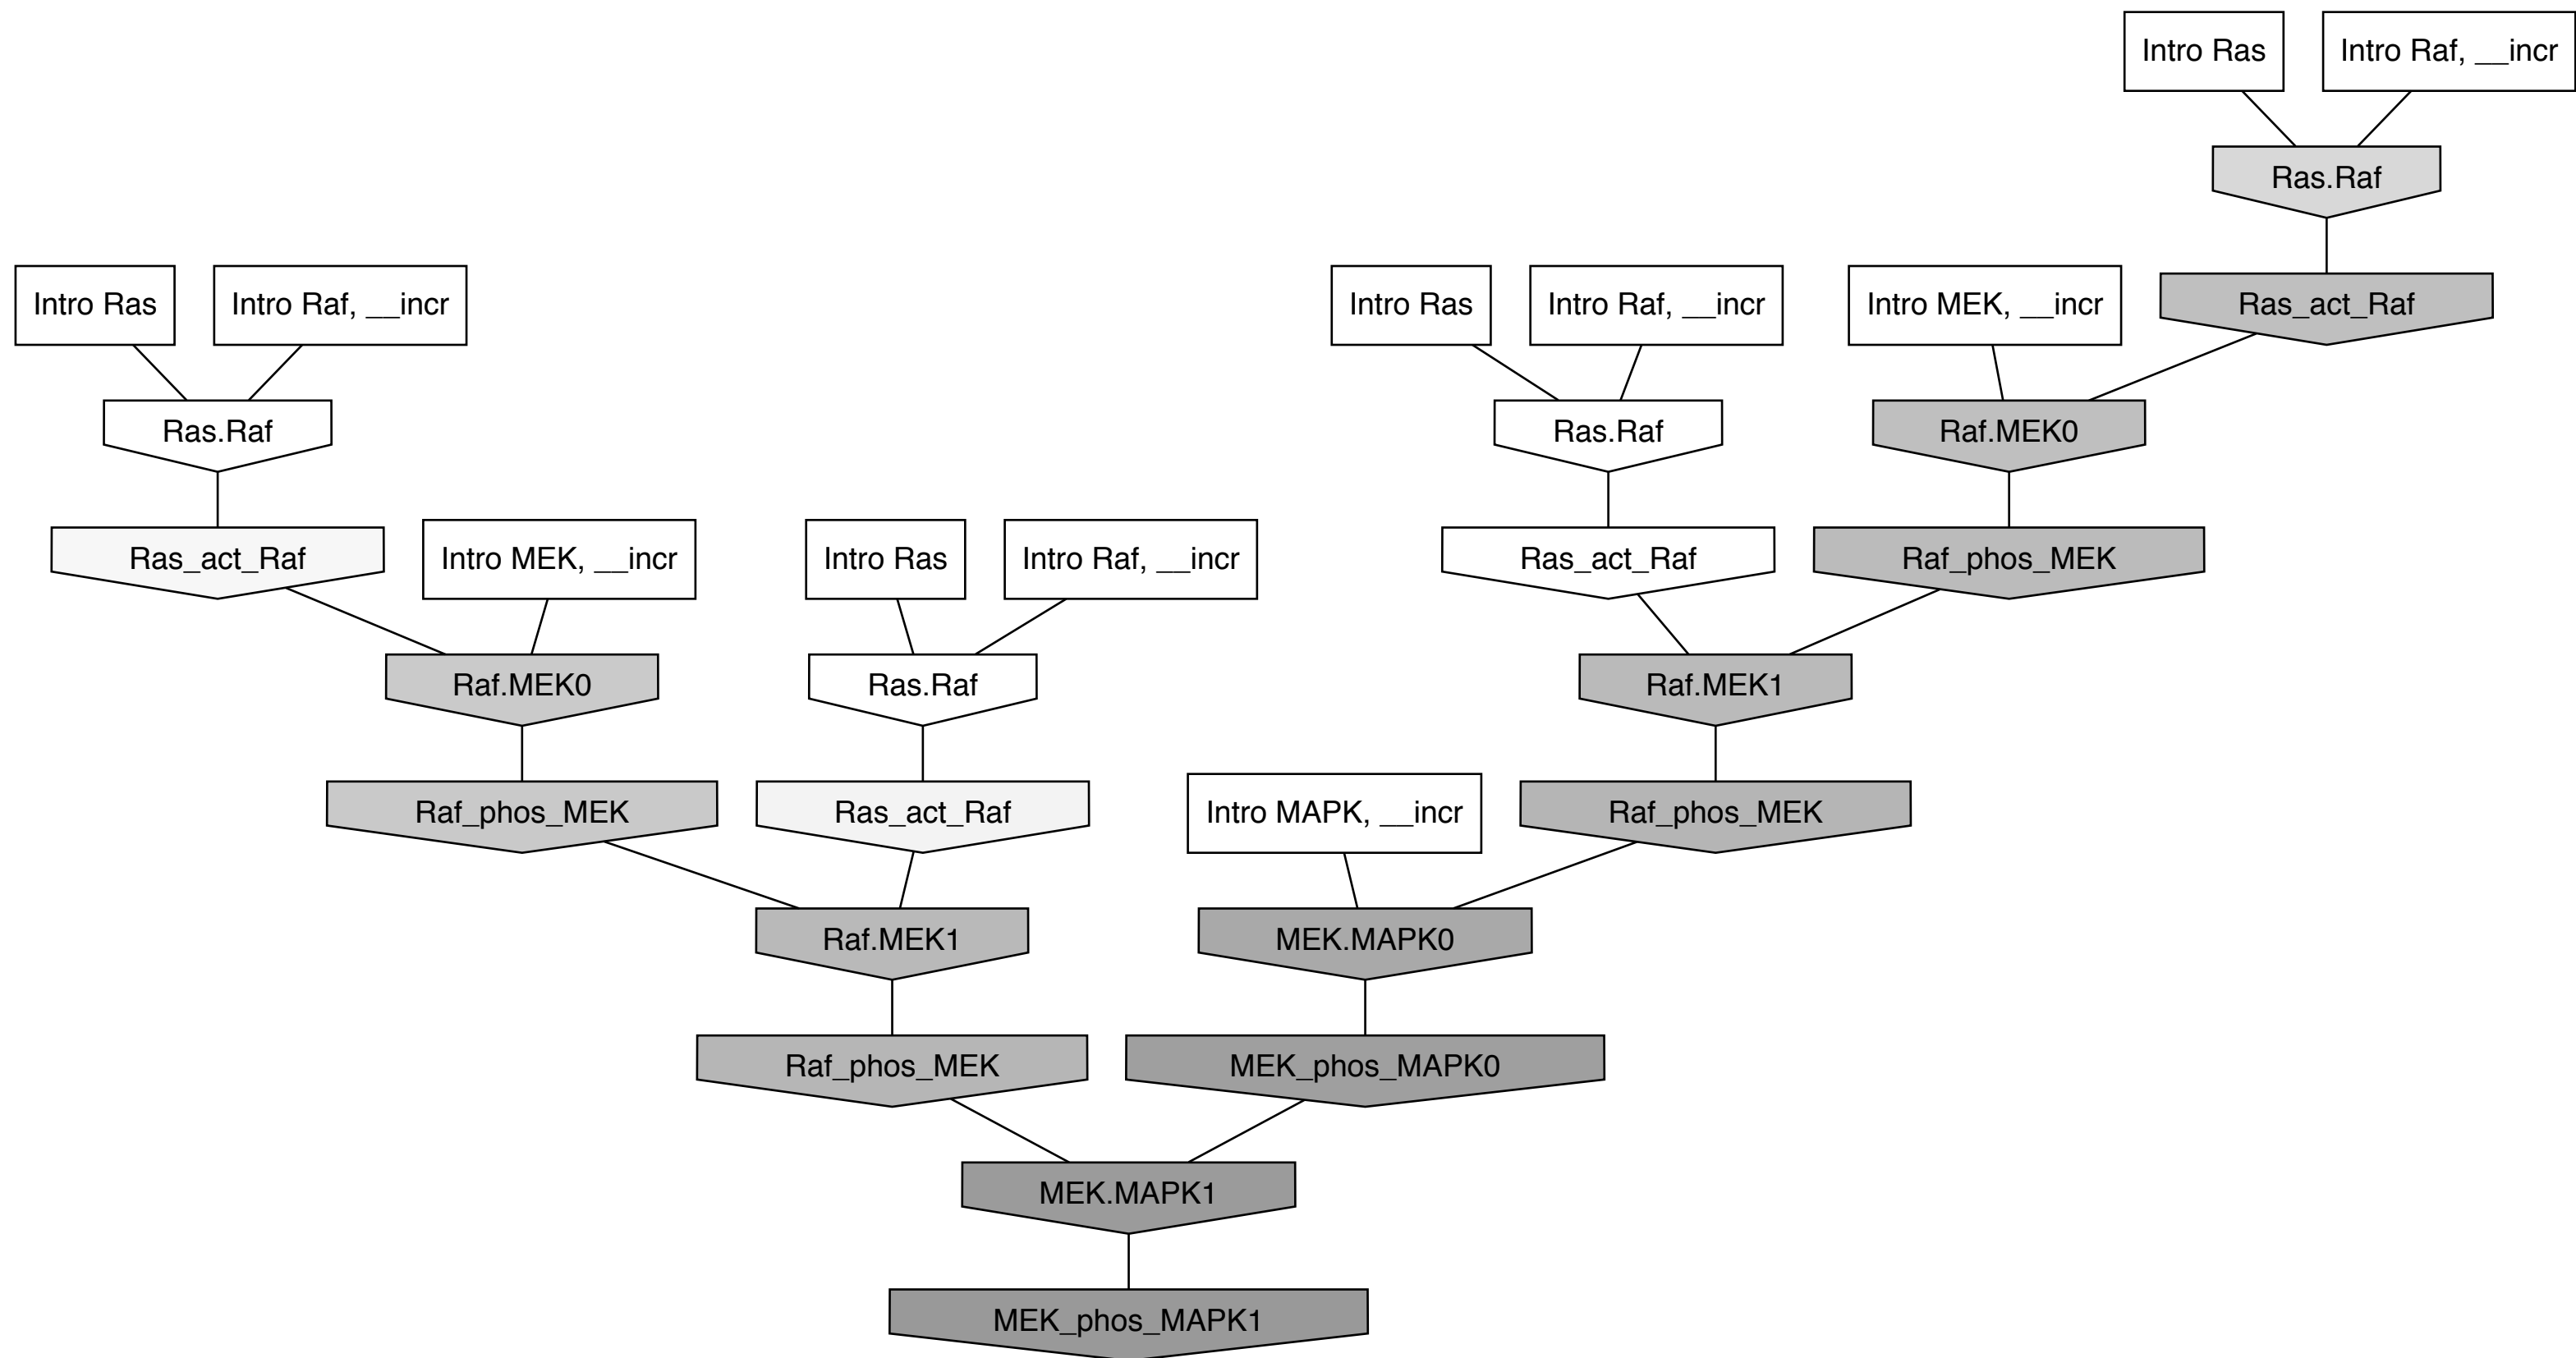 Intro Ras
Intro Raf, __incr
Ras.Raf
Intro Ras
Intro Raf, __incr
Intro Ras
Intro Raf, __incr
Intro MEK, __incr
Ras_act_Raf
Ras.Raf
Ras.Raf
Raf.MEK0
Ras_act_Raf
Intro MEK, __incr
Intro Ras
Intro Raf, __incr
Ras_act_Raf
Raf_phos_MEK
Raf.MEK0
Ras.Raf
Raf.MEK1
Raf_phos_MEK
Ras_act_Raf
Intro MAPK, __incr
Raf_phos_MEK
Raf.MEK1
MEK.MAPK0
Raf_phos_MEK
MEK_phos_MAPK0
MEK.MAPK1
MEK_phos_MAPK1